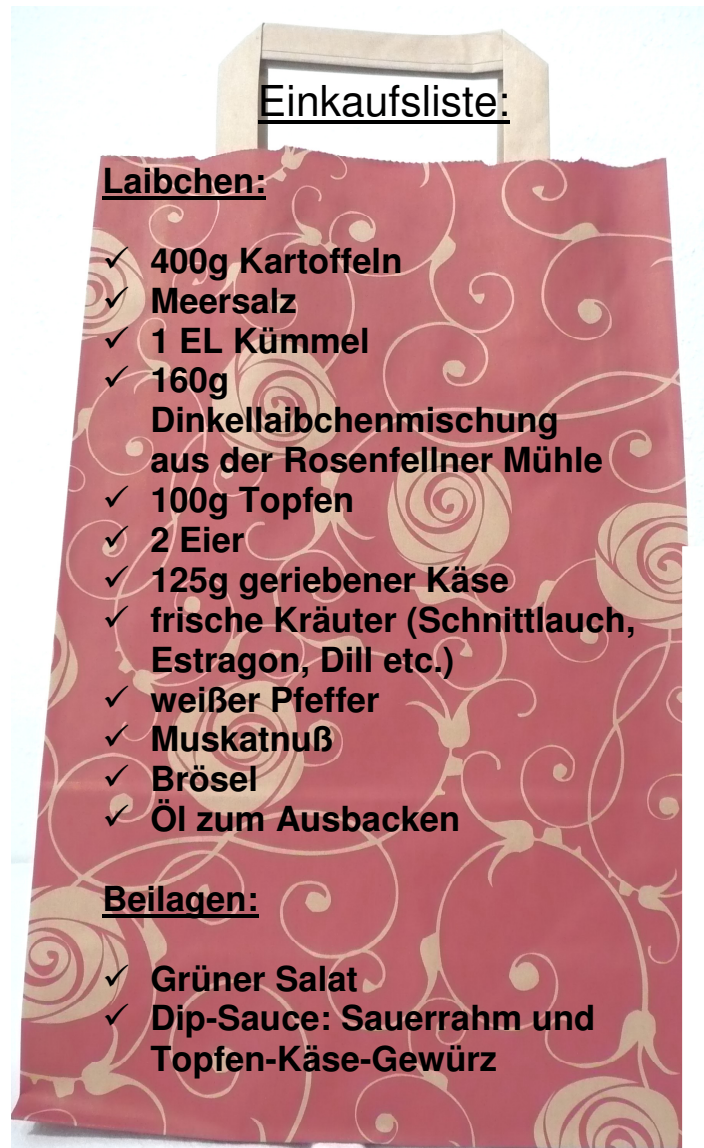 Einkaufsliste:
Laibchen:
✓ 400g Kartoffeln
✓ Meersalz
✓ 1 EL Kümmel
✓ 160g
Dinkellaibchenmischung
aus der Rosenfellner Mühle
✓ 100g Topfen
✓ 2 Eier
✓ 125g geriebener Käse
✓ frische Kräuter (Schnittlauch,
Estragon, Dill etc.)
✓ weißer Pfeffer
✓ Muskatnuß
✓ Brösel
✓ Öl zum Ausbacken
Beilagen:
✓ Grüner Salat
✓ Dip-Sauce: Sauerrahm und
Topfen-Käse-Gewürz